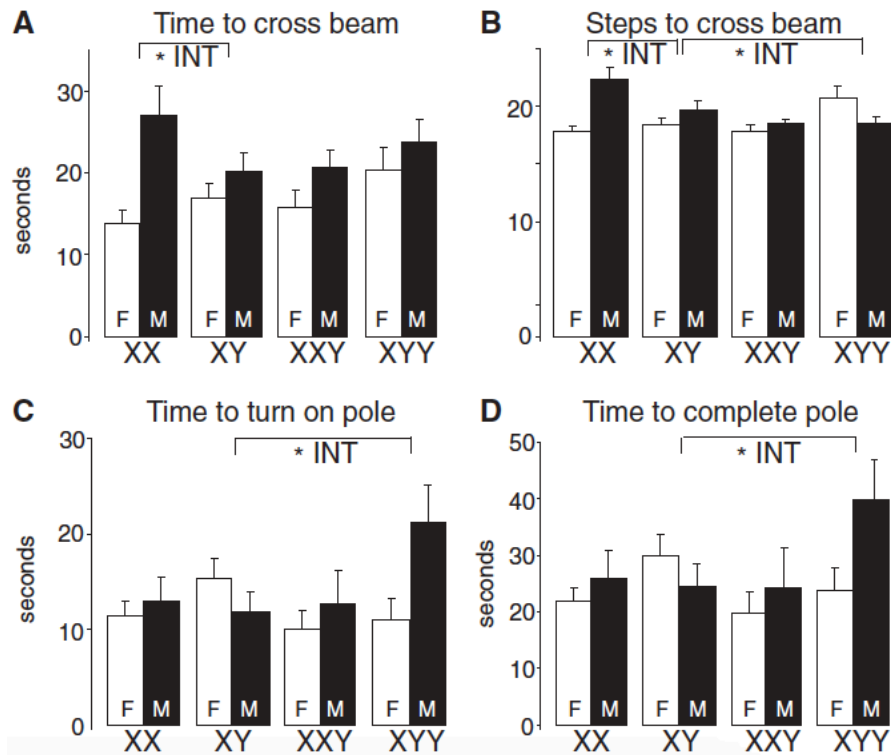 A Time to cross beam
* INT
30
20
10
0
seconds
F M F M F M F M
XX XY XXY XYY
B Steps to cross beam
* INT * INT
20
10
0
F M F M F M F M
XX XY XXY XYY
C Time to turn on pole
30
* INT
20
10
0
seconds
F M F M F M F M
XX XY XXY XYY
D Time to complete pole
50
* INT
40
30
20
10
0
seconds
F M F M F M F M
XX XY XXY XYY